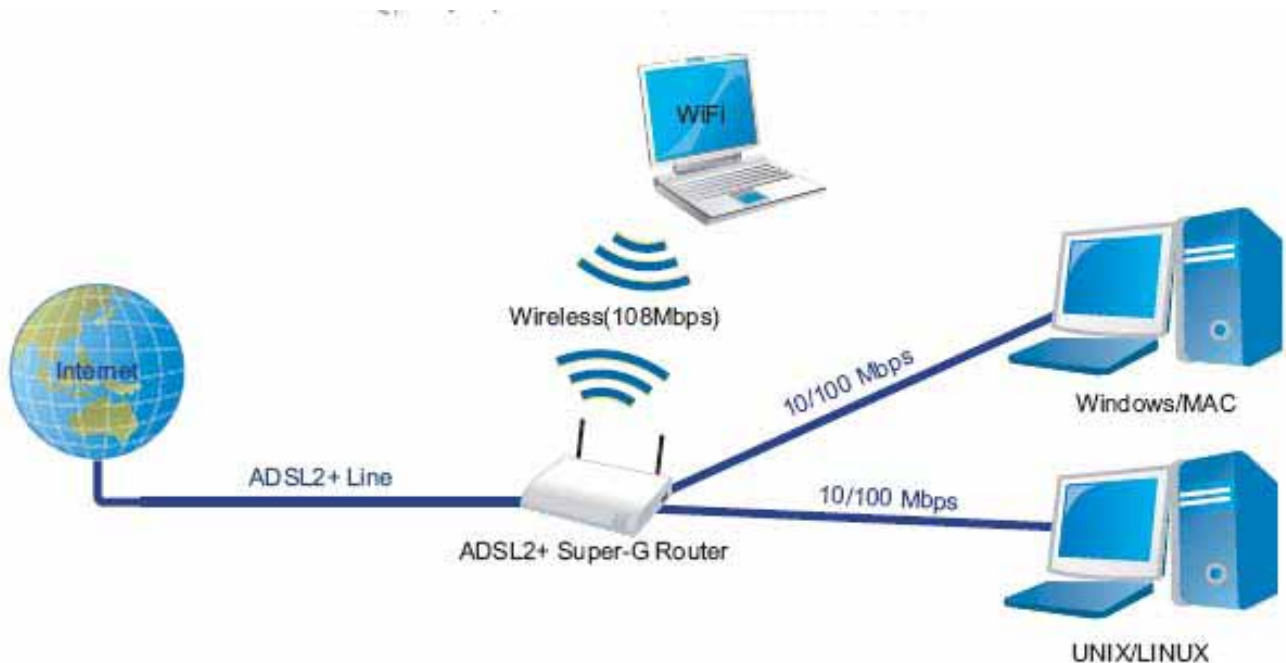 WiFi
Wireless(108Mbps)
Internet
10/100 Mbps
Windows/MAC
ADSL2+ Line
10/100 Mbps
ADSL2+ Super-G Router
UNIX/LINUX